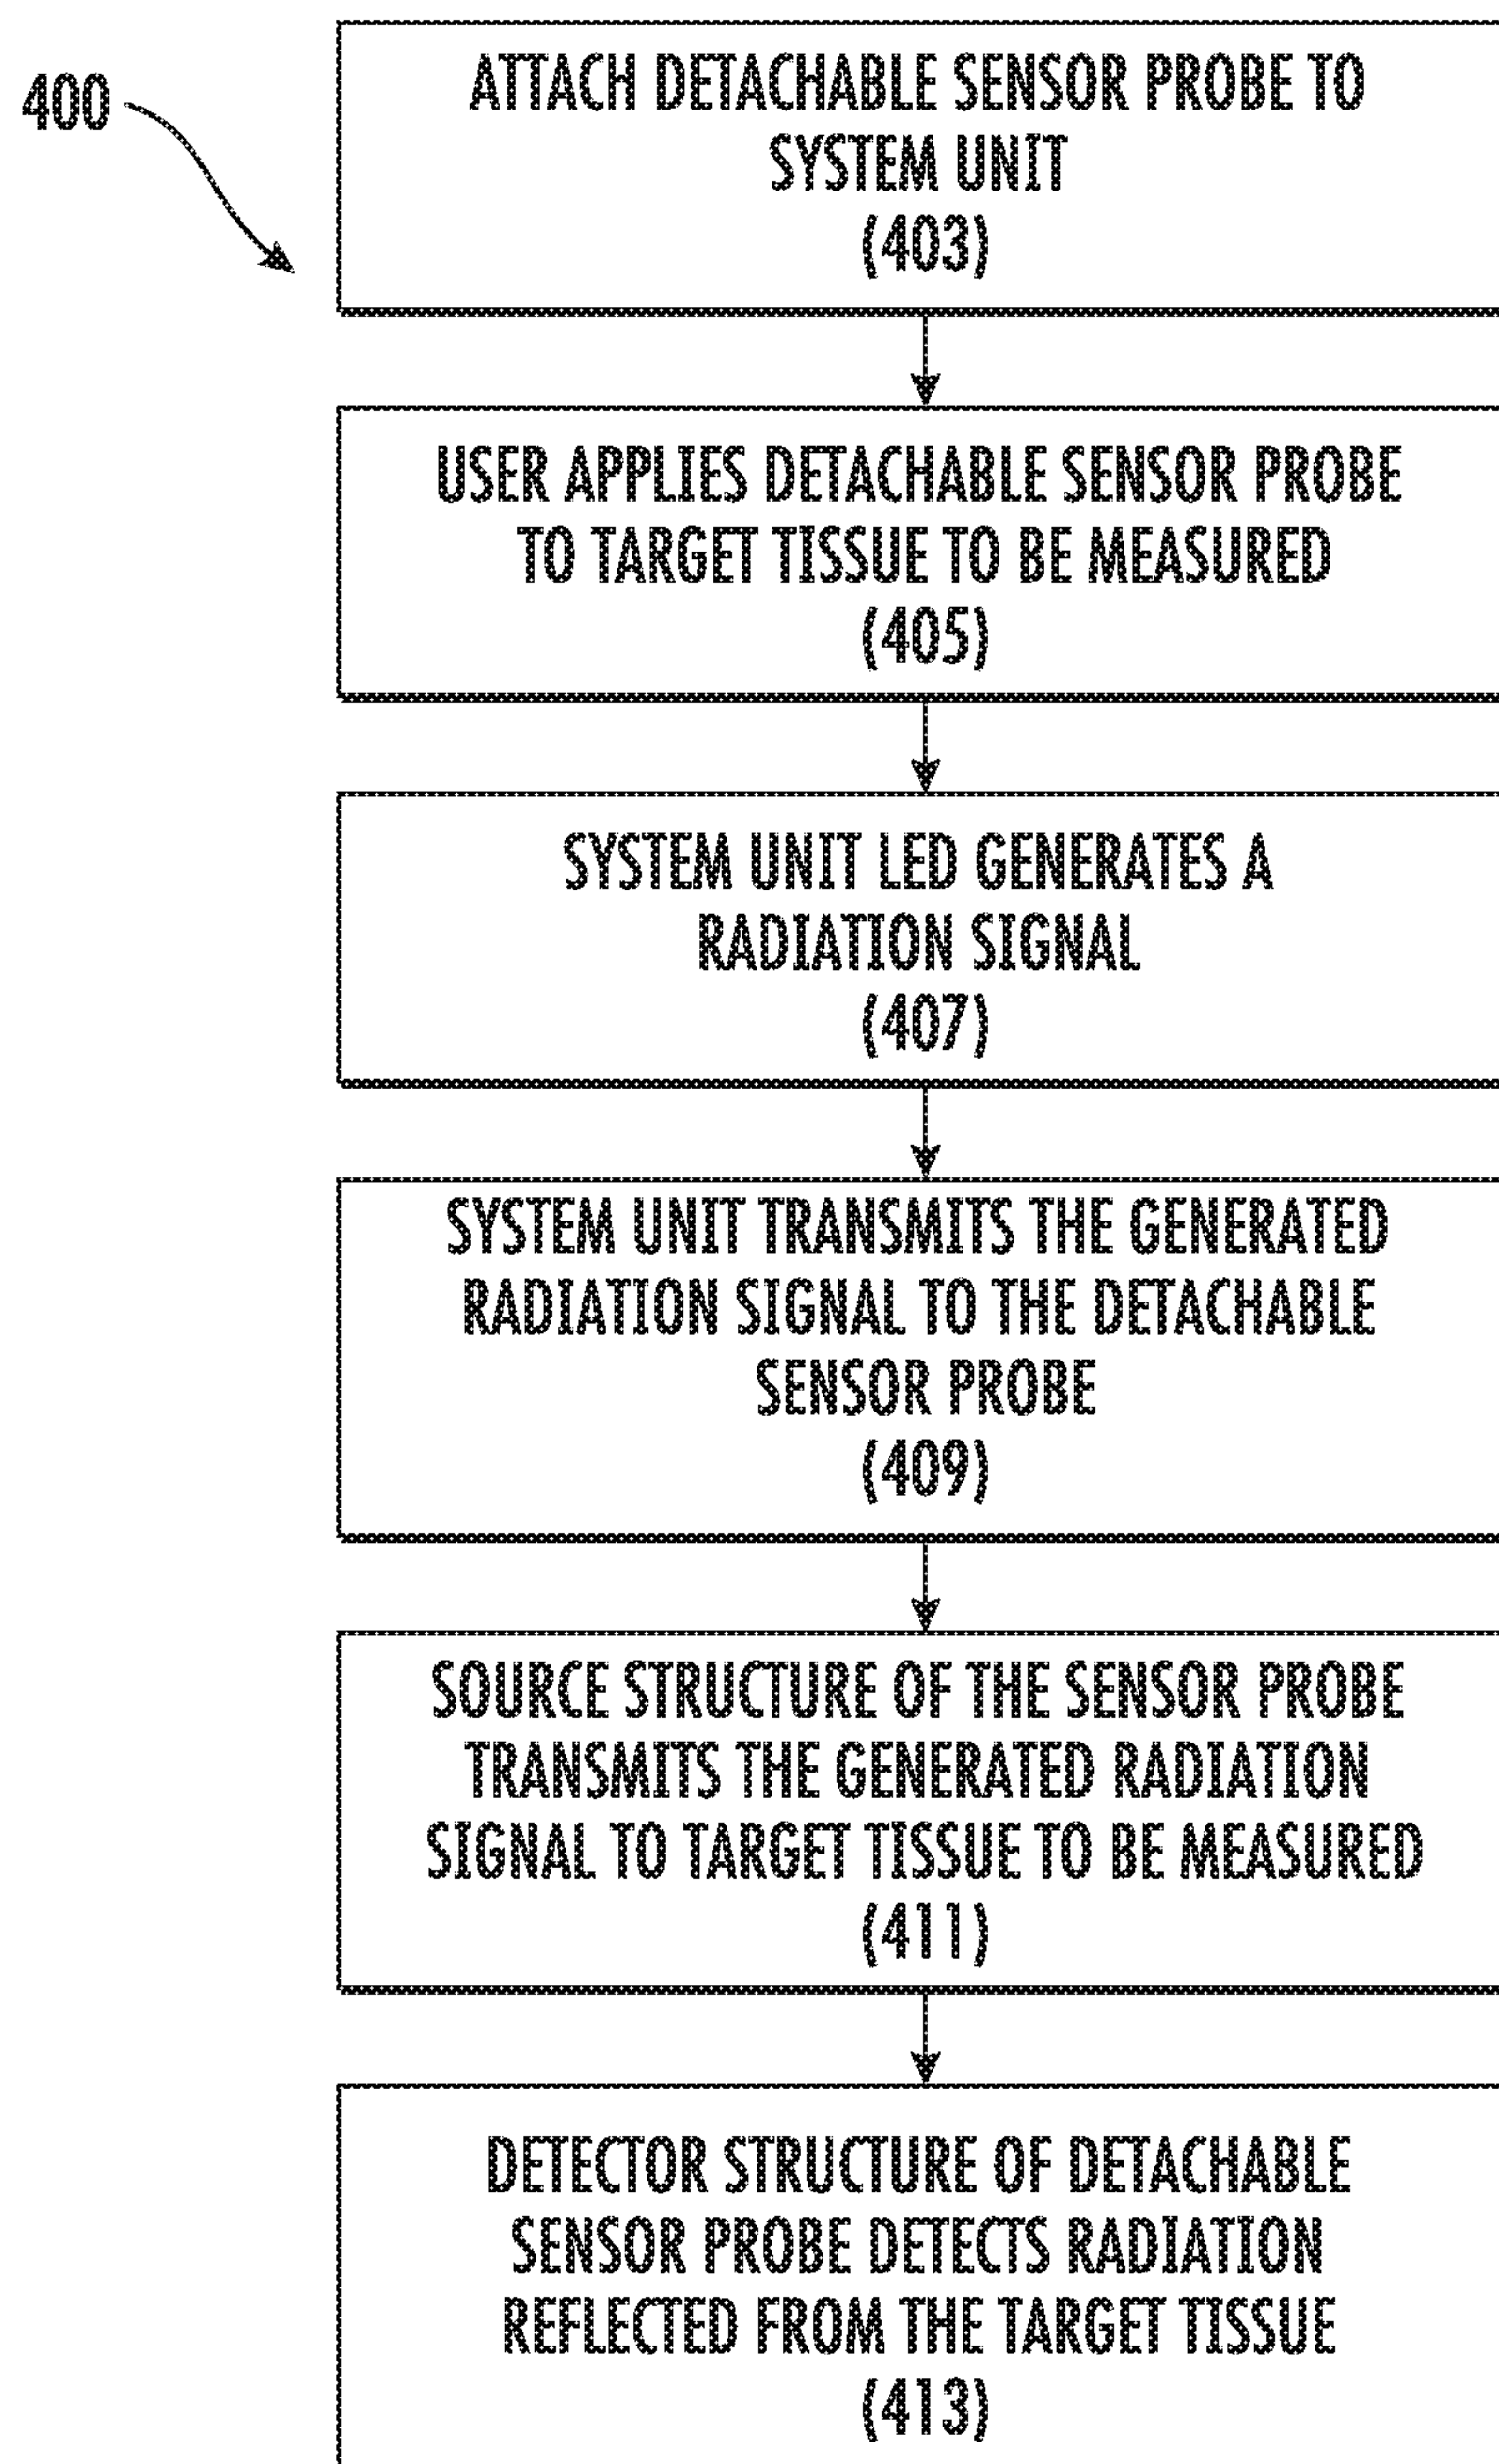 400
ATTACH DETACHABLE SENSOR PROBE TO
SYSTEM UNIT
(403)
USER APPLIES DETACHABLE SENSOR PROBE
TO TARGET TISSUE TO BE MEASURED
(405)
SYSTEM UNIT LED GENERATES A
RADIATION SIGNAL
(407)
SYSTEM UNIT TRANSMITS THE GENERATED
RADIATION SIGNAL TO THE DETACHABLE
SENSOR PROBE
(409)
SOURCE STRUCTURE OF THE SENSOR PROBE
TRANSMITS THE GENERATED RADIATION
SIGNAL TO TARGET TISSUE TO BE MEASURED
(411)
DETECTOR STRUCTURE OF DETACHABLE
SENSOR PROBE DETECTS RADIATION
REFLECTED FROM THE TARGET TISSUE
(413)